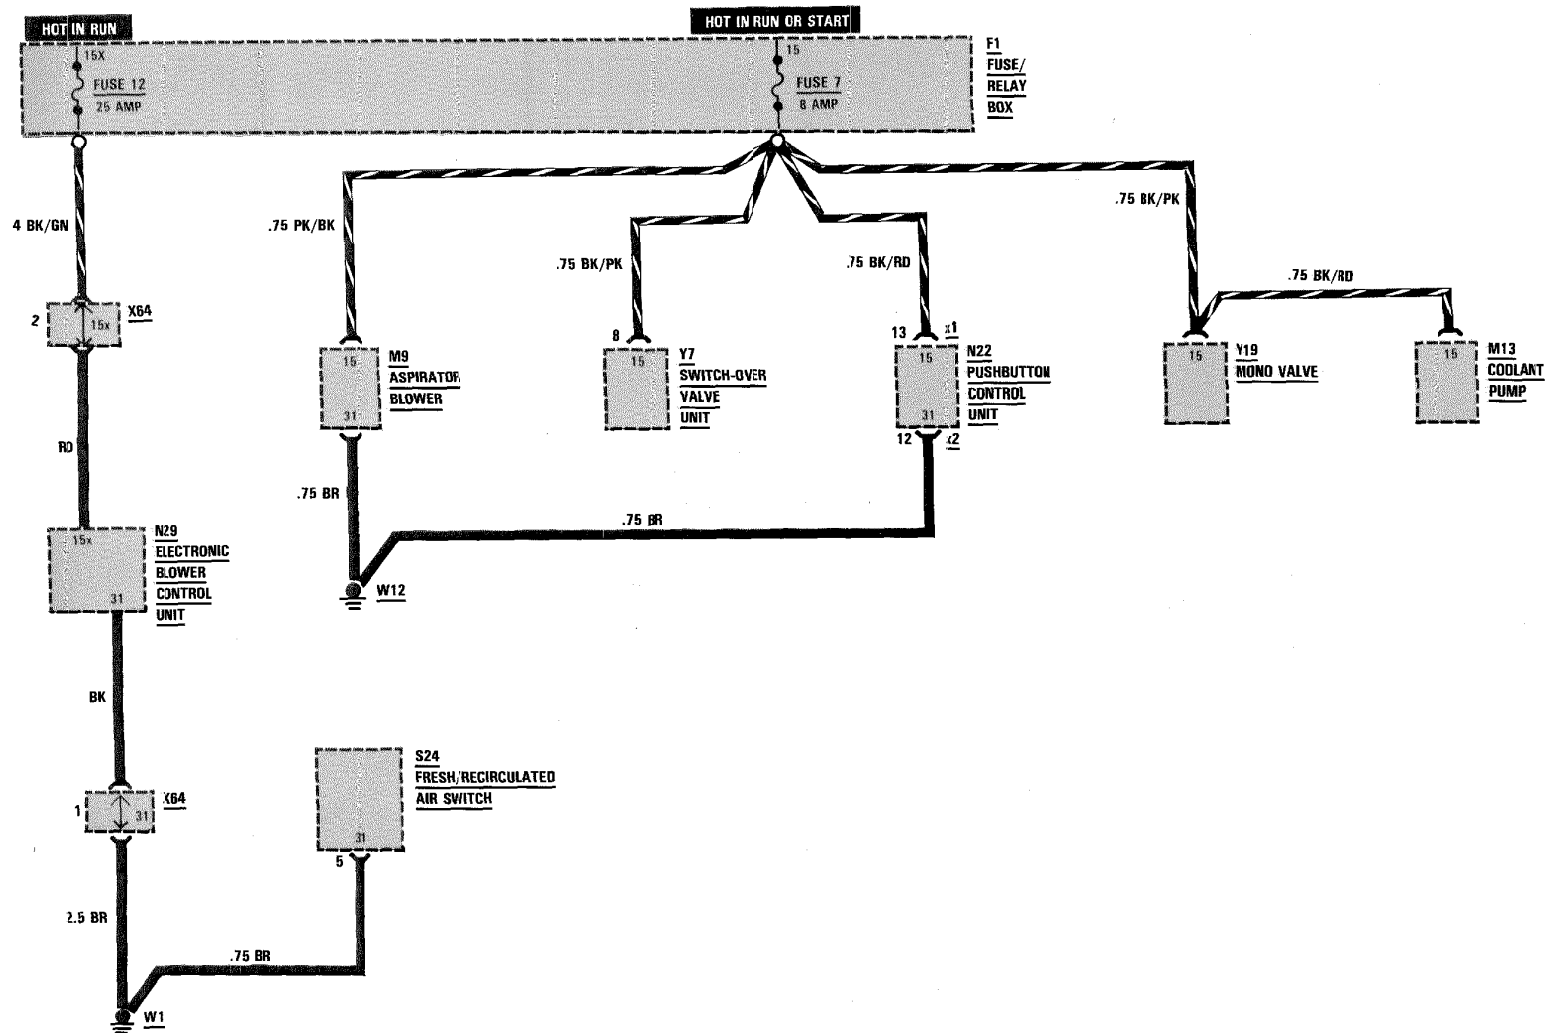 HOT IN RUN
HOT IN RUN OR START
15X
FUSE 12
25 AMP
15
FUSE 7
8 AMP
F1
FUSE/
RELAY
BOX
4 BK/GN
.75 PK/BK
.75 BK/PK
.75 BK/RD
.75 BK/PK
.75 BK/RD
2
15x
X64
15
M9
ASPIRATOR
BLOWER
31
8
15
Y7
SWITCH-OVER
VALVE
UNIT
13
x1
15
N22
PUSHBUTTON
CONTROL
UNIT
31
12
x2
15
Y19
MONO VALVE
15
M13
COOLANT
PUMP
RD
.75 BR
.75 BR
15x
N29
ELECTRONIC
BLOWER
CONTROL
UNIT
31
W12
BK
S24
FRESH/RECIRCULATED
AIR SWITCH
31
5
1
31
X64
2.5 BR
.75 BR
W1